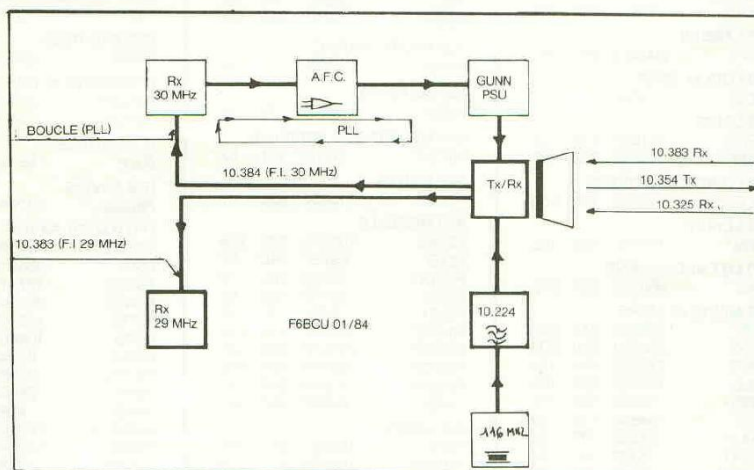 Rx
30 MHz
A.F.C.
GUNN
PSU
BOUCLE (PLL)
PLL
10.384 (F.I. 30 MHz)
Tx/Rx
10.383 Rx
10.354 Tx
10.325 Rx
10.383 (F.I 29 MHz)
Rx
29 MHz
F6BCU 01/84
10.224
116 MHz